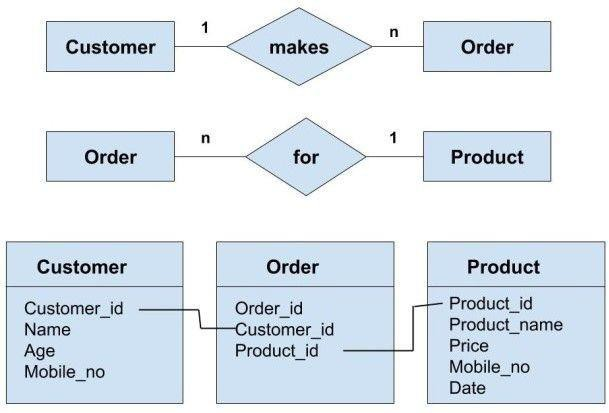 Customer 1 makes n Order
Order n for 1 Product
Customer
Customer_id
Name
Age
Mobile_no
Order
Order_id
Customer_id
Product_id
Product
Product_id
Product_name
Price
Mobile_no
Date